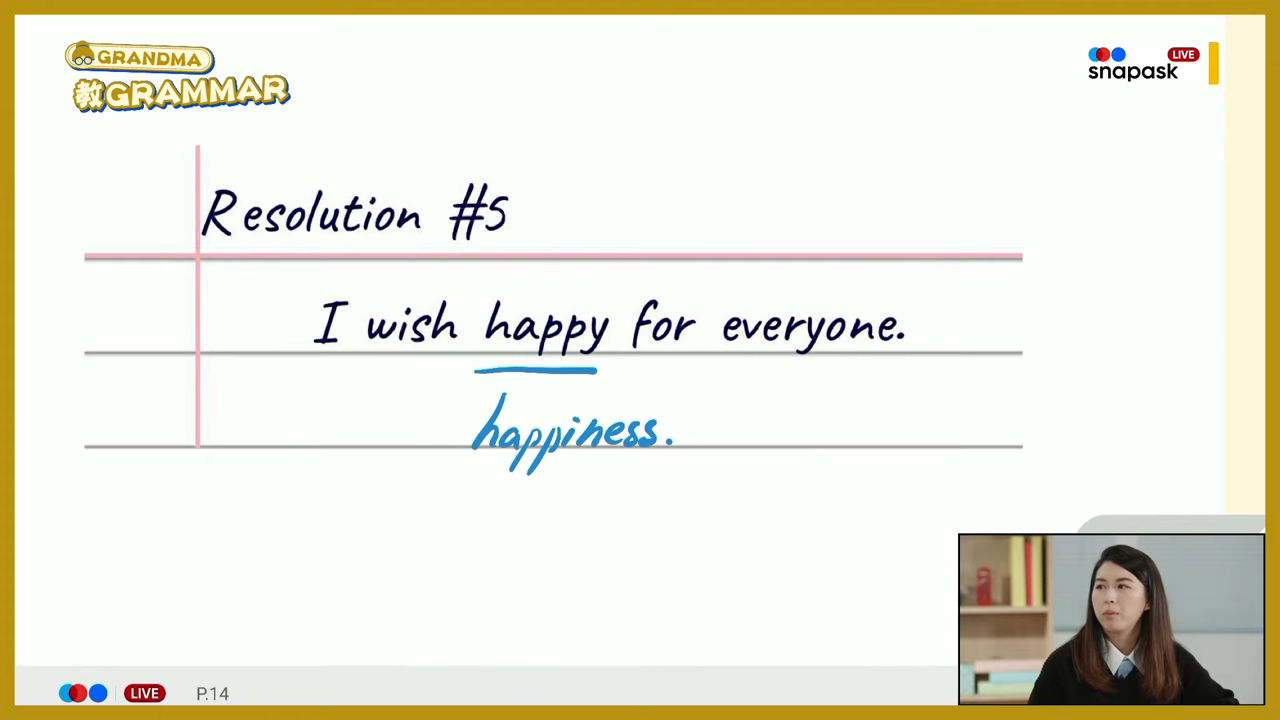 GRANDMA
教GRAMMAR
LIVE
snapask
Resolution #5
I wish happy for everyone.
happiness.
LIVE
P.14